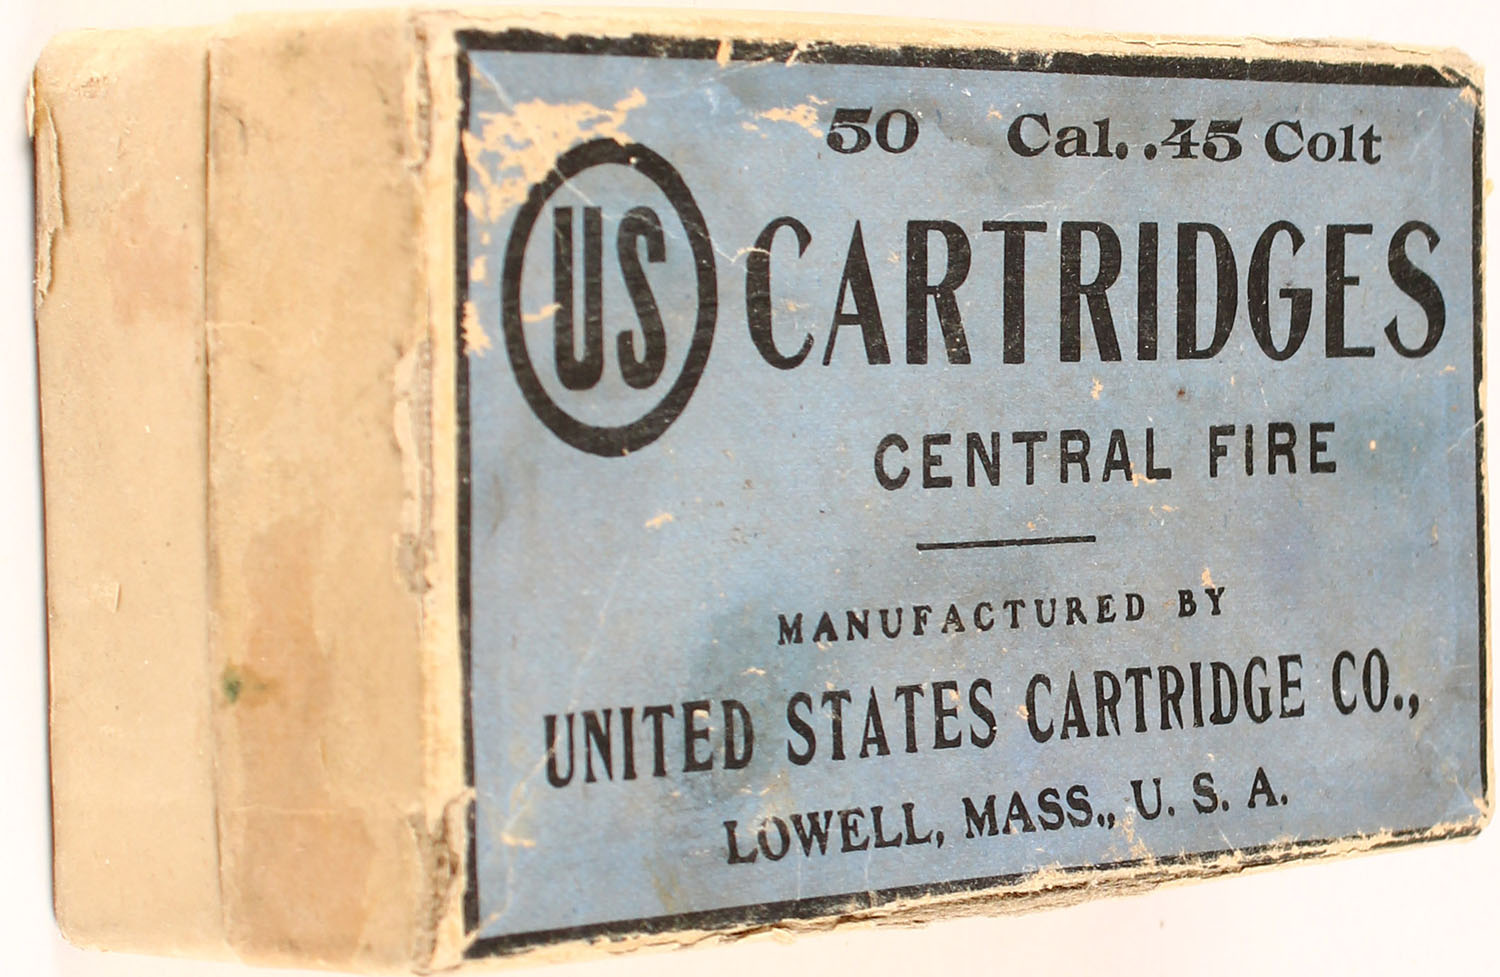 50 Cal. .45 Colt
US CARTRIDGES
CENTRAL FIRE
MANUFACTURED BY
UNITED STATES CARTRIDGE CO.,
LOWELL, MASS., U. S. A.